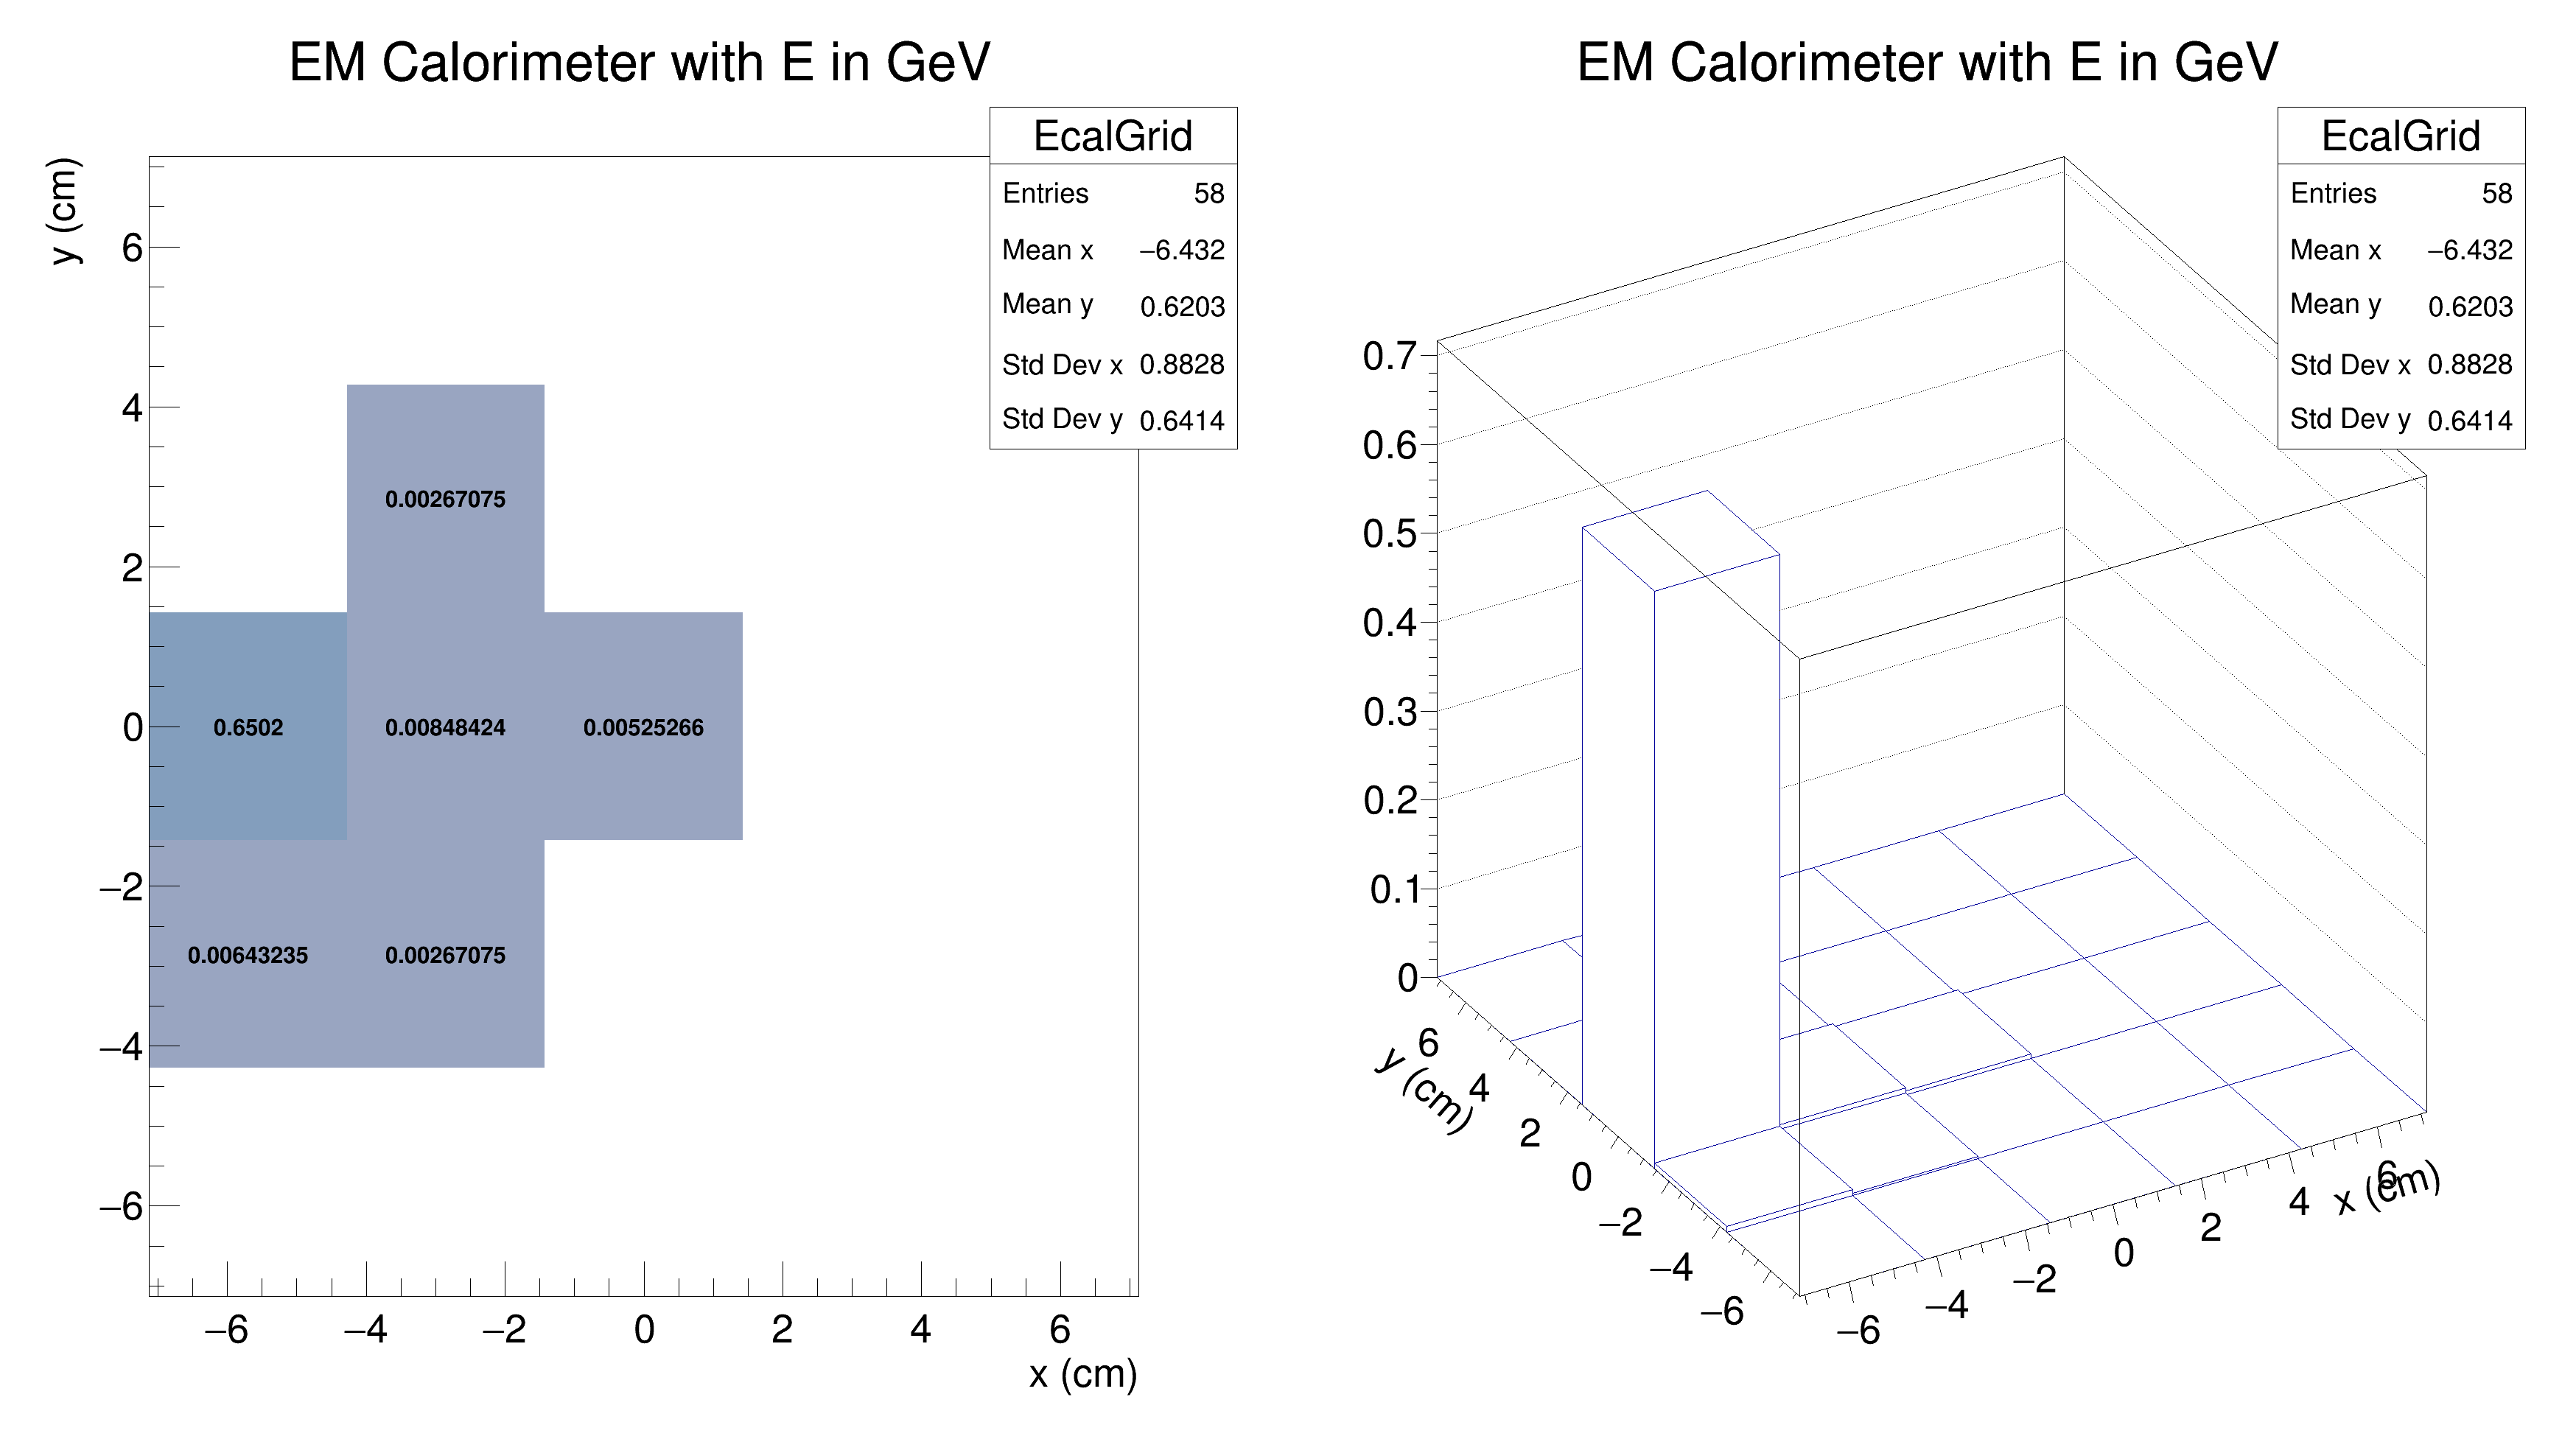 EM Calorimeter with E in GeV
EcalGrid
Entries 58
Mean x −6.432
Mean y 0.6203
Std Dev x 0.8828
Std Dev y 0.6414
y (cm)
6
4
2
0
−2
−4
−6
0.00267075
0.6502 0.00848424 0.00525266
0.00643235 0.00267075
−6 −4 −2 0 2 4 6
x (cm)
EM Calorimeter with E in GeV
EcalGrid
Entries 58
Mean x −6.432
Mean y 0.6203
Std Dev x 0.8828
Std Dev y 0.6414
0.7
0.6
0.5
0.4
0.3
0.2
0.1
0
6
4
2
0
−2
−4
−6
y (cm)
−6 −4 −2 0 2 4 6
x (cm)